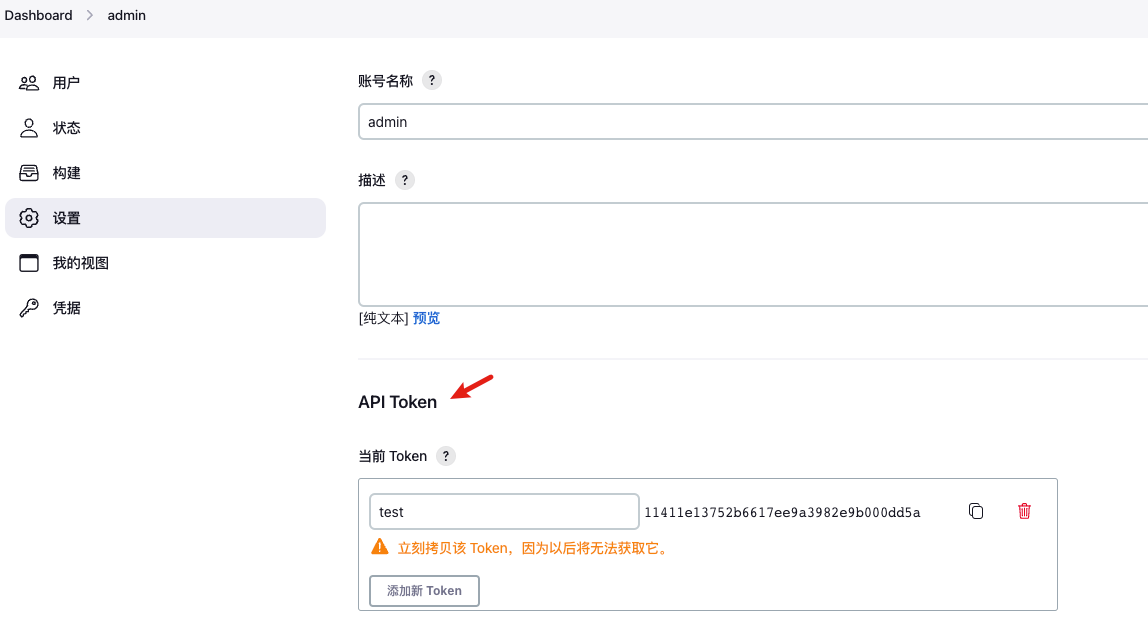 Dashboard > admin
用户
状态
构建
设置
我的视图
凭据
账号名称 ?
admin
描述 ?
[纯文本] 预览
API Token
当前 Token ?
test 11411e13752b6617ee9a3982e9b000dd5a
立刻拷贝该 Token，因为以后将无法获取它。
添加新 Token